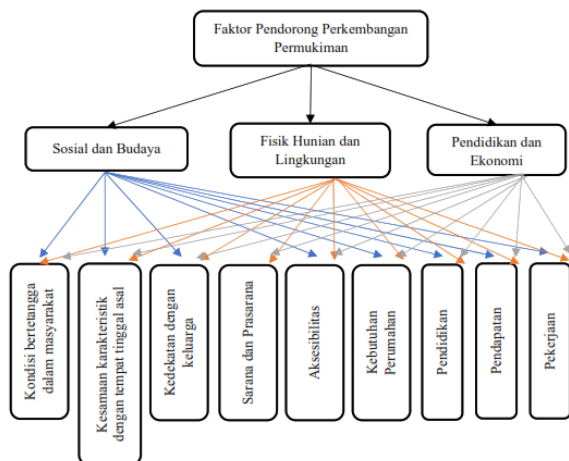 Faktor Pendorong Perkembangan
Permukiman
Sosial dan Budaya
Fisik Hunian dan
Lingkungan
Pendidikan dan
Ekonomi
Kondisi bertetangga
dalam masyarakat
Kesamaan karakteristik
dengan tempat tinggal asal
Kedekatan dengan
keluarga
Sarana dan Prasarana
Aksesibilitas
Kebutuhan
Perumahan
Pendidikan
Pendapatan
Pekerjaan